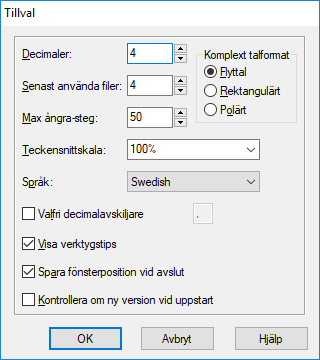 Tillval
Decimaler: 4
Komplext talformat
Flyttal
Senast använda filer: 4
Rektangulärt
Polärt
Max ångra-steg: 50
Teckensnittskala: 100%
Språk: Swedish
Valfri decimalavskiljare .
Visa verktygstips
Spara fönsterposition vid avslut
Kontrollera om ny version vid uppstart
OK Avbryt Hjälp